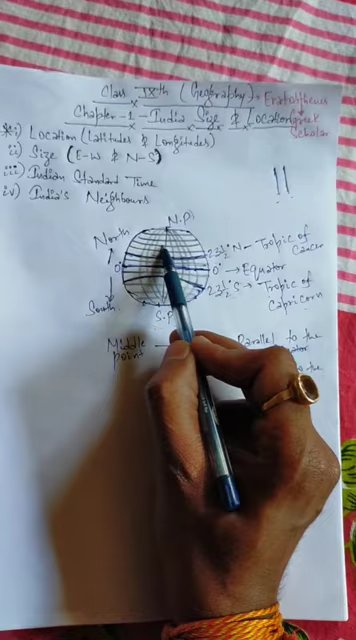 Class IXth (Geography) → Eratosthenes
Greek
Scholar
Chapter-1 - India Size & Location
i) Location (Latitudes & Longitudes)
ii) Size (E-W & N-S)
iii) Indian Standard Time
iv) India's Neighbours
!!
N.P.
North
23½°N - Tropic of Cancer
0°
0° → Equator
23½°S → Tropic of Capricorn
South
S.P.
Middle point
Parallel to the
the